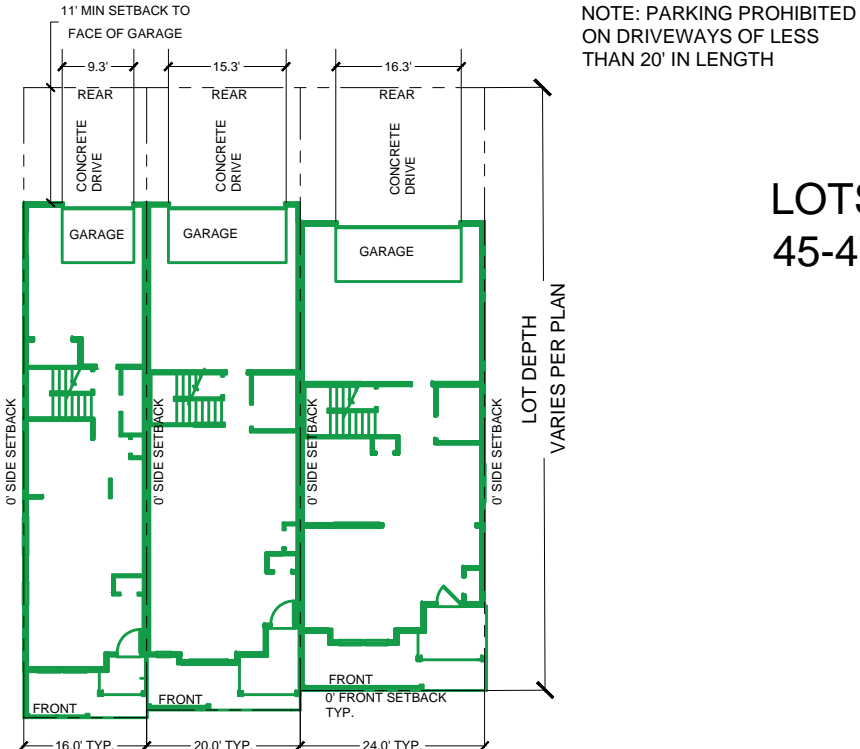 11' MIN SETBACK TO
FACE OF GARAGE
NOTE: PARKING PROHIBITED
ON DRIVEWAYS OF LESS
THAN 20' IN LENGTH
9.3'
15.3'
16.3'
REAR
REAR
REAR
CONCRETE
DRIVE
CONCRETE
DRIVE
CONCRETE
DRIVE
LOTS
45-4
GARAGE
GARAGE
GARAGE
LOT DEPTH
VARIES PER PLAN
0' SIDE SETBACK
0' SIDE SETBACK
0' SIDE SETBACK
0' SIDE SETBACK
FRONT
FRONT
FRONT
0' FRONT SETBACK
TYP.
16.0' TYP.
20.0' TYP.
24.0' TYP.